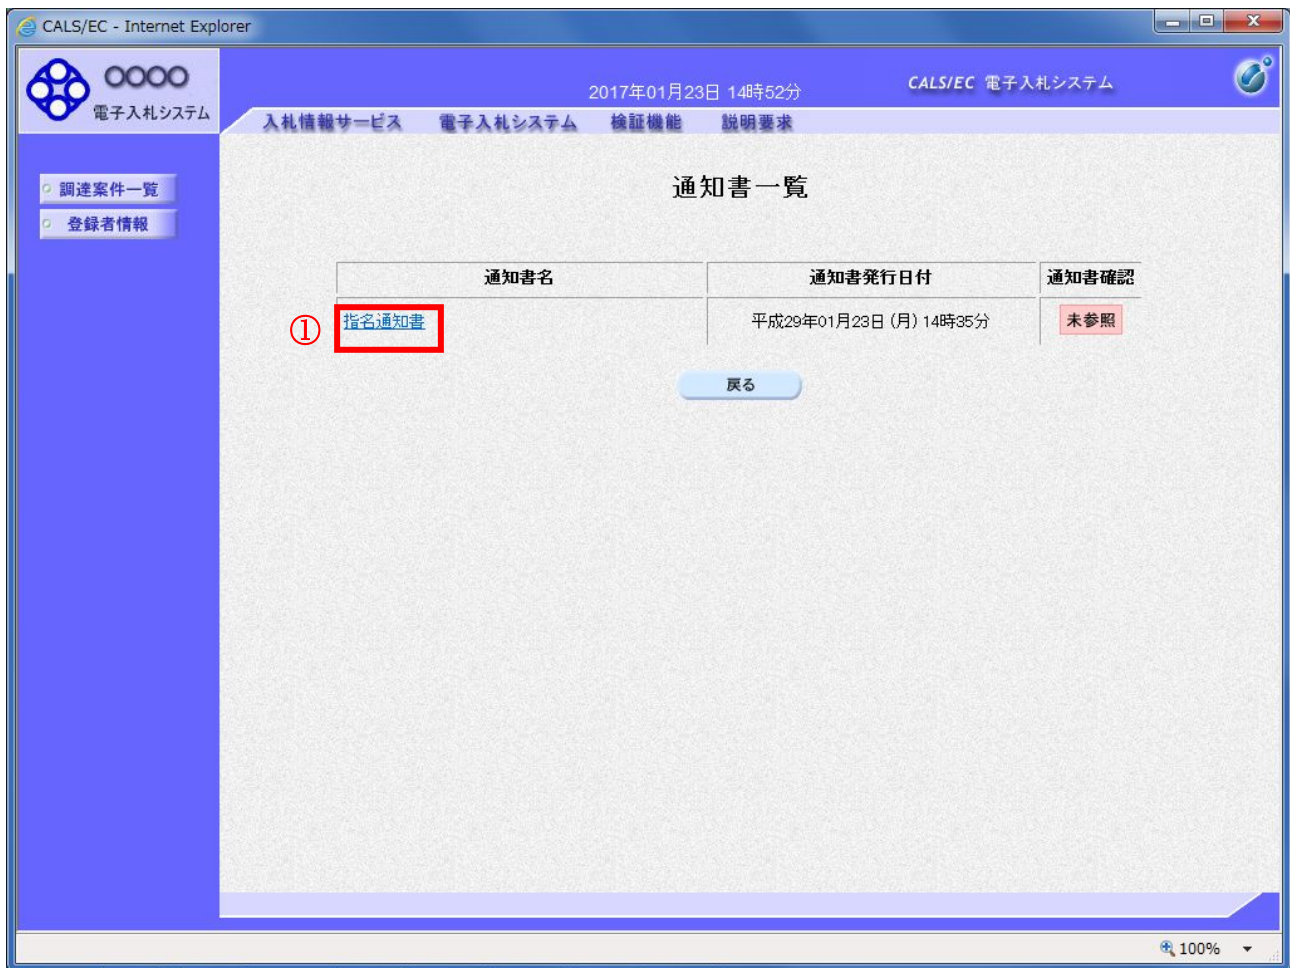 CALS/EC - Internet Explorer
○○○○
電子入札システム
2017年01月23日 14時52分
CALS/EC 電子入札システム
入札情報サービス 電子入札システム 検証機能 説明要求
調達案件一覧
登録者情報
通知書一覧
通知書名 通知書発行日付 通知書確認
① 指名通知書 平成29年01月23日 (月) 14時35分 未参照
戻る
100%